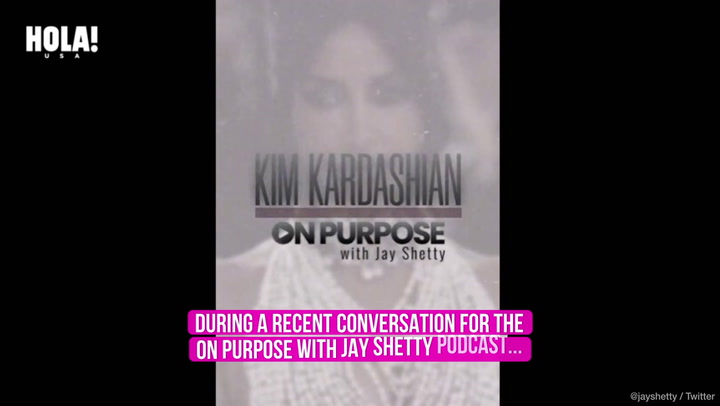 HOLA!
USA
KIM KARDASHIAN
ON PURPOSE
with Jay Shetty
DURING A RECENT CONVERSATION FOR THE
ON PURPOSE WITH JAY SHETTY PODCAST...
@jayshetty / Twitter